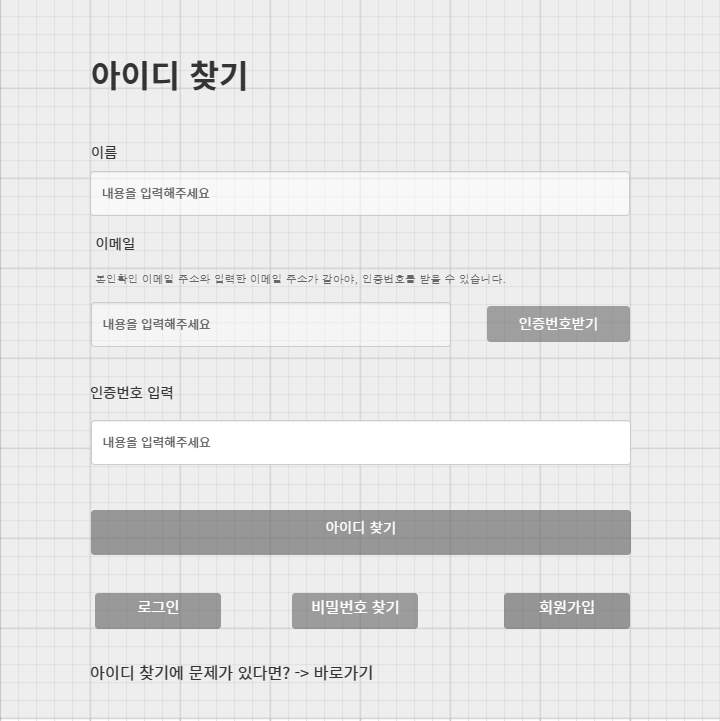 아이디 찾기
이름
내용을 입력해주세요
이메일
본인확인 이메일 주소와 입력한 이메일 주소가 같아야, 인증번호를 받을 수 있습니다.
내용을 입력해주세요
인증번호받기
인증번호 입력
내용을 입력해주세요
아이디 찾기
로그인
비밀번호 찾기
회원가입
아이디 찾기에 문제가 있다면? -> 바로가기